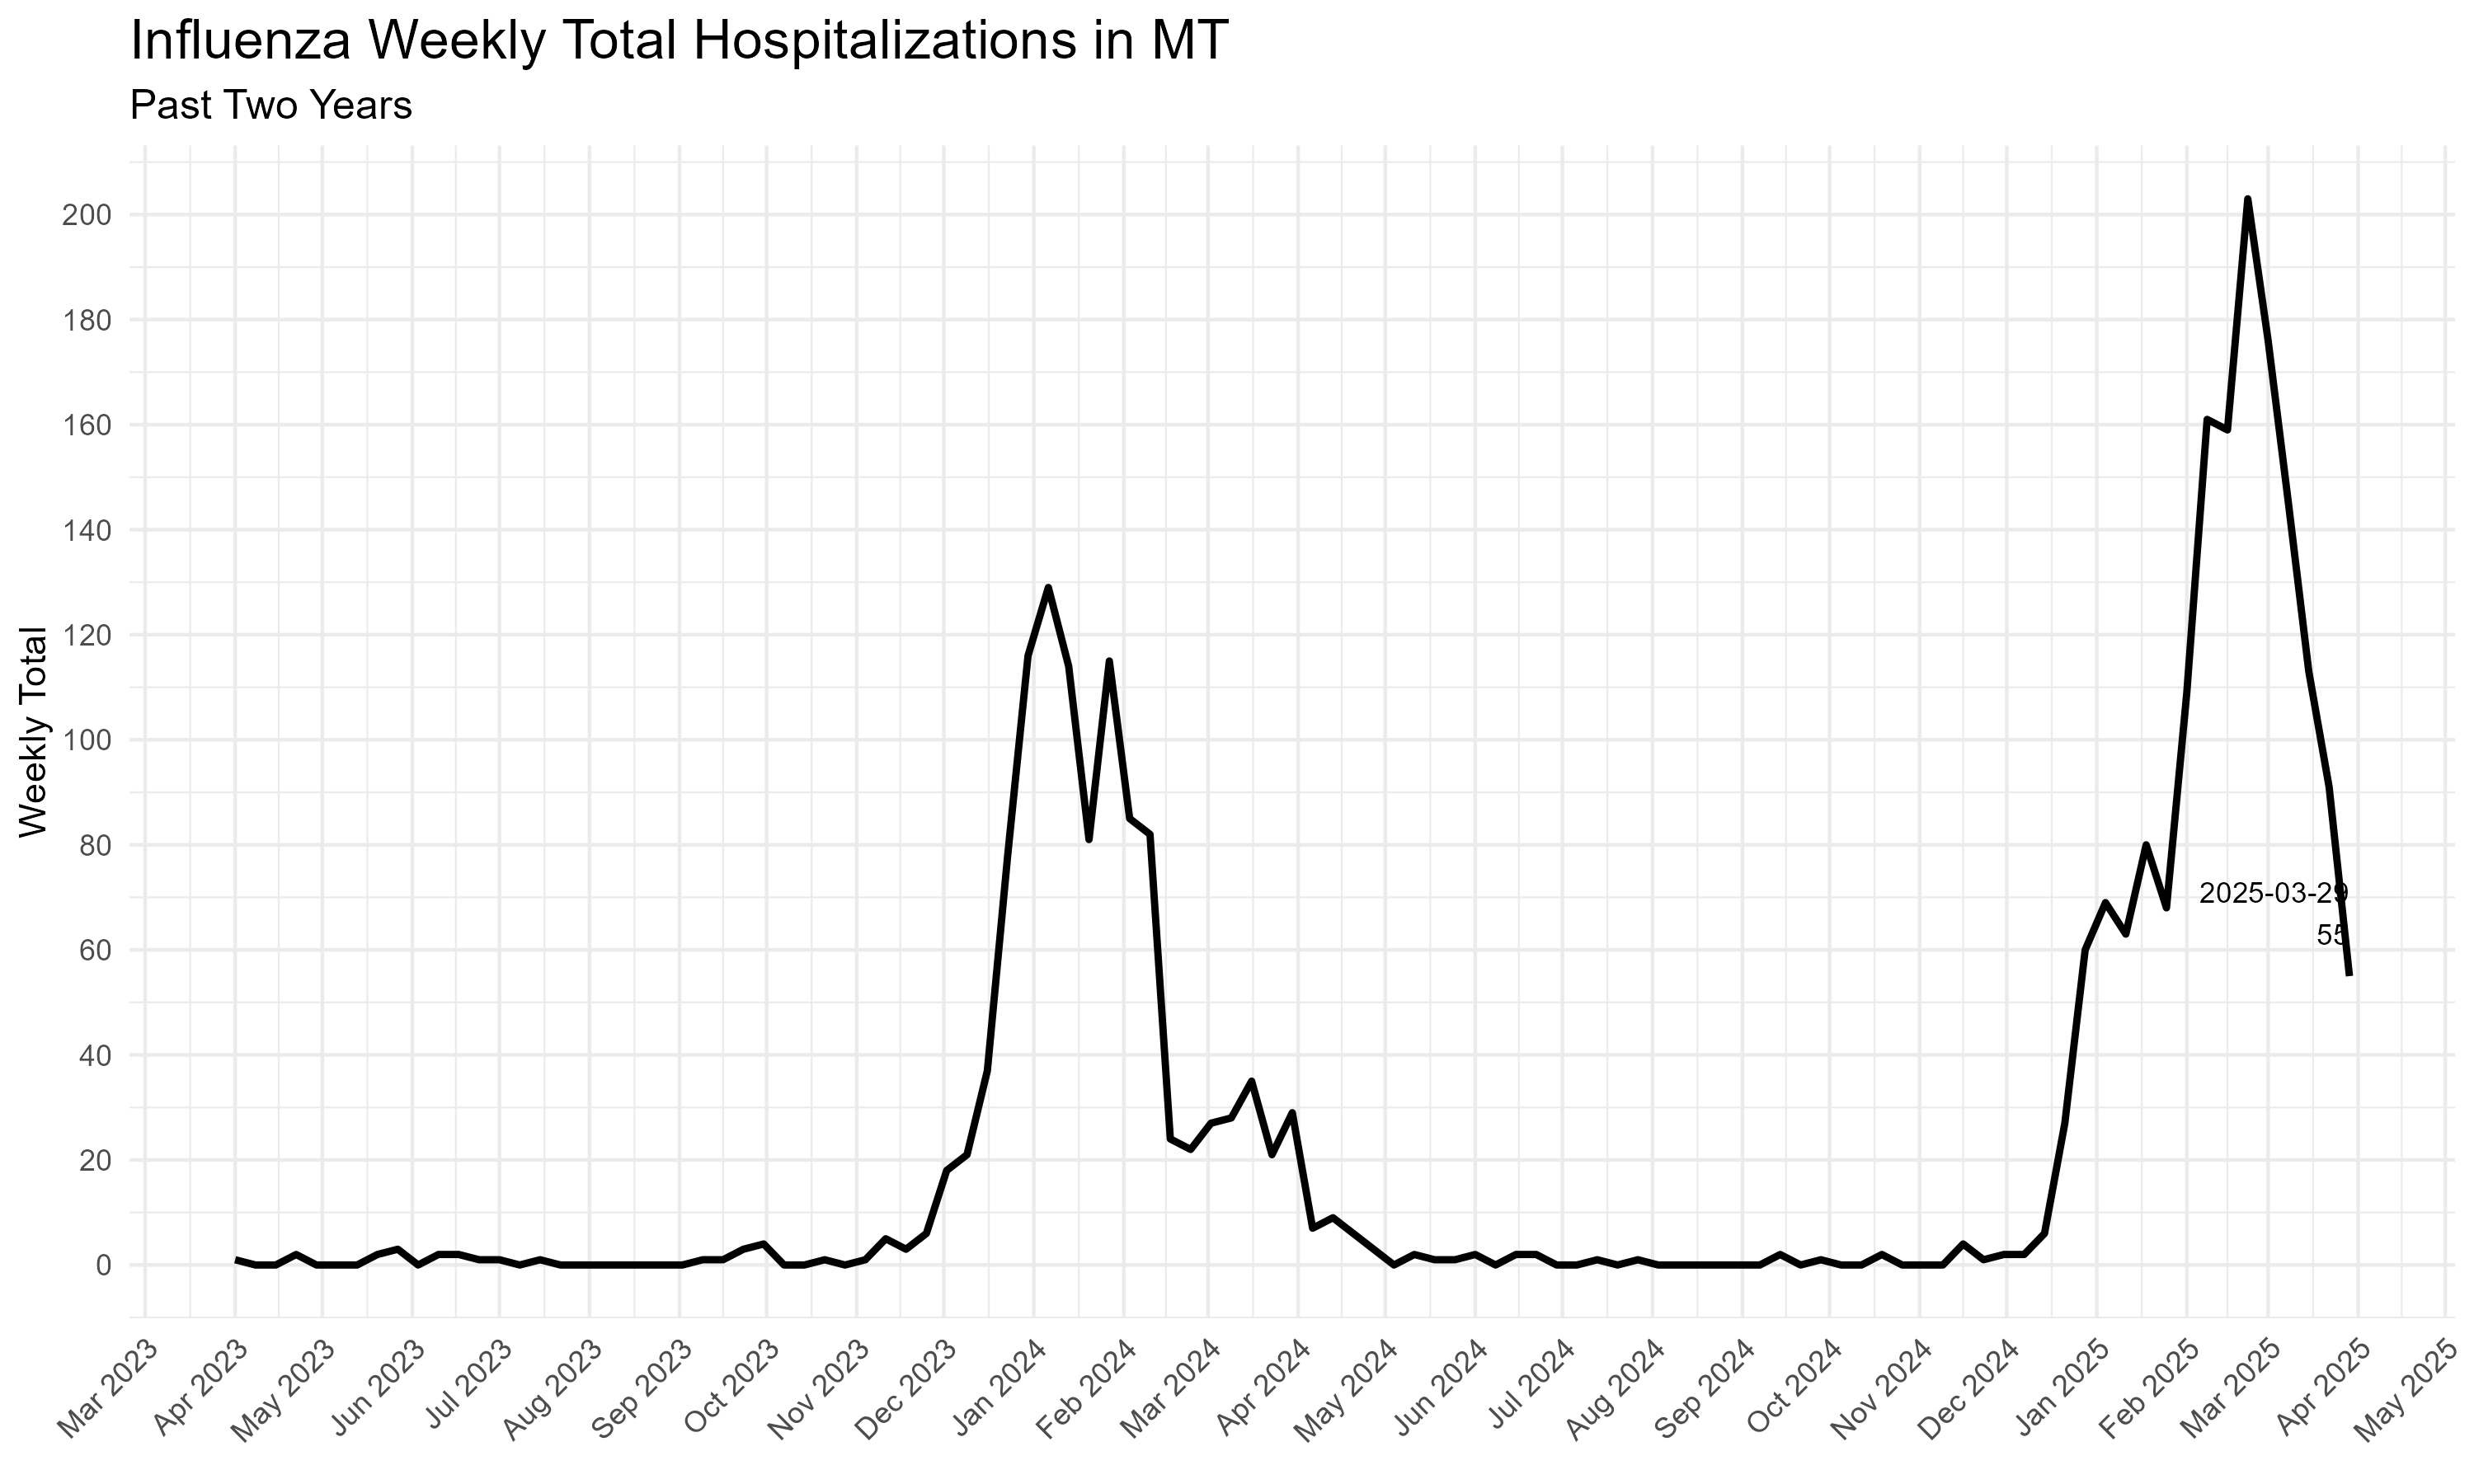 Influenza Weekly Total Hospitalizations in MT
Past Two Years
Weekly Total
200
180
160
140
120
100
80
60
40
20
0
2025-03-29
55
Mar 2023
Apr 2023
May 2023
Jun 2023
Jul 2023
Aug 2023
Sep 2023
Oct 2023
Nov 2023
Dec 2023
Jan 2024
Feb 2024
Mar 2024
Apr 2024
May 2024
Jun 2024
Jul 2024
Aug 2024
Sep 2024
Oct 2024
Nov 2024
Dec 2024
Jan 2025
Feb 2025
Mar 2025
Apr 2025
May 2025